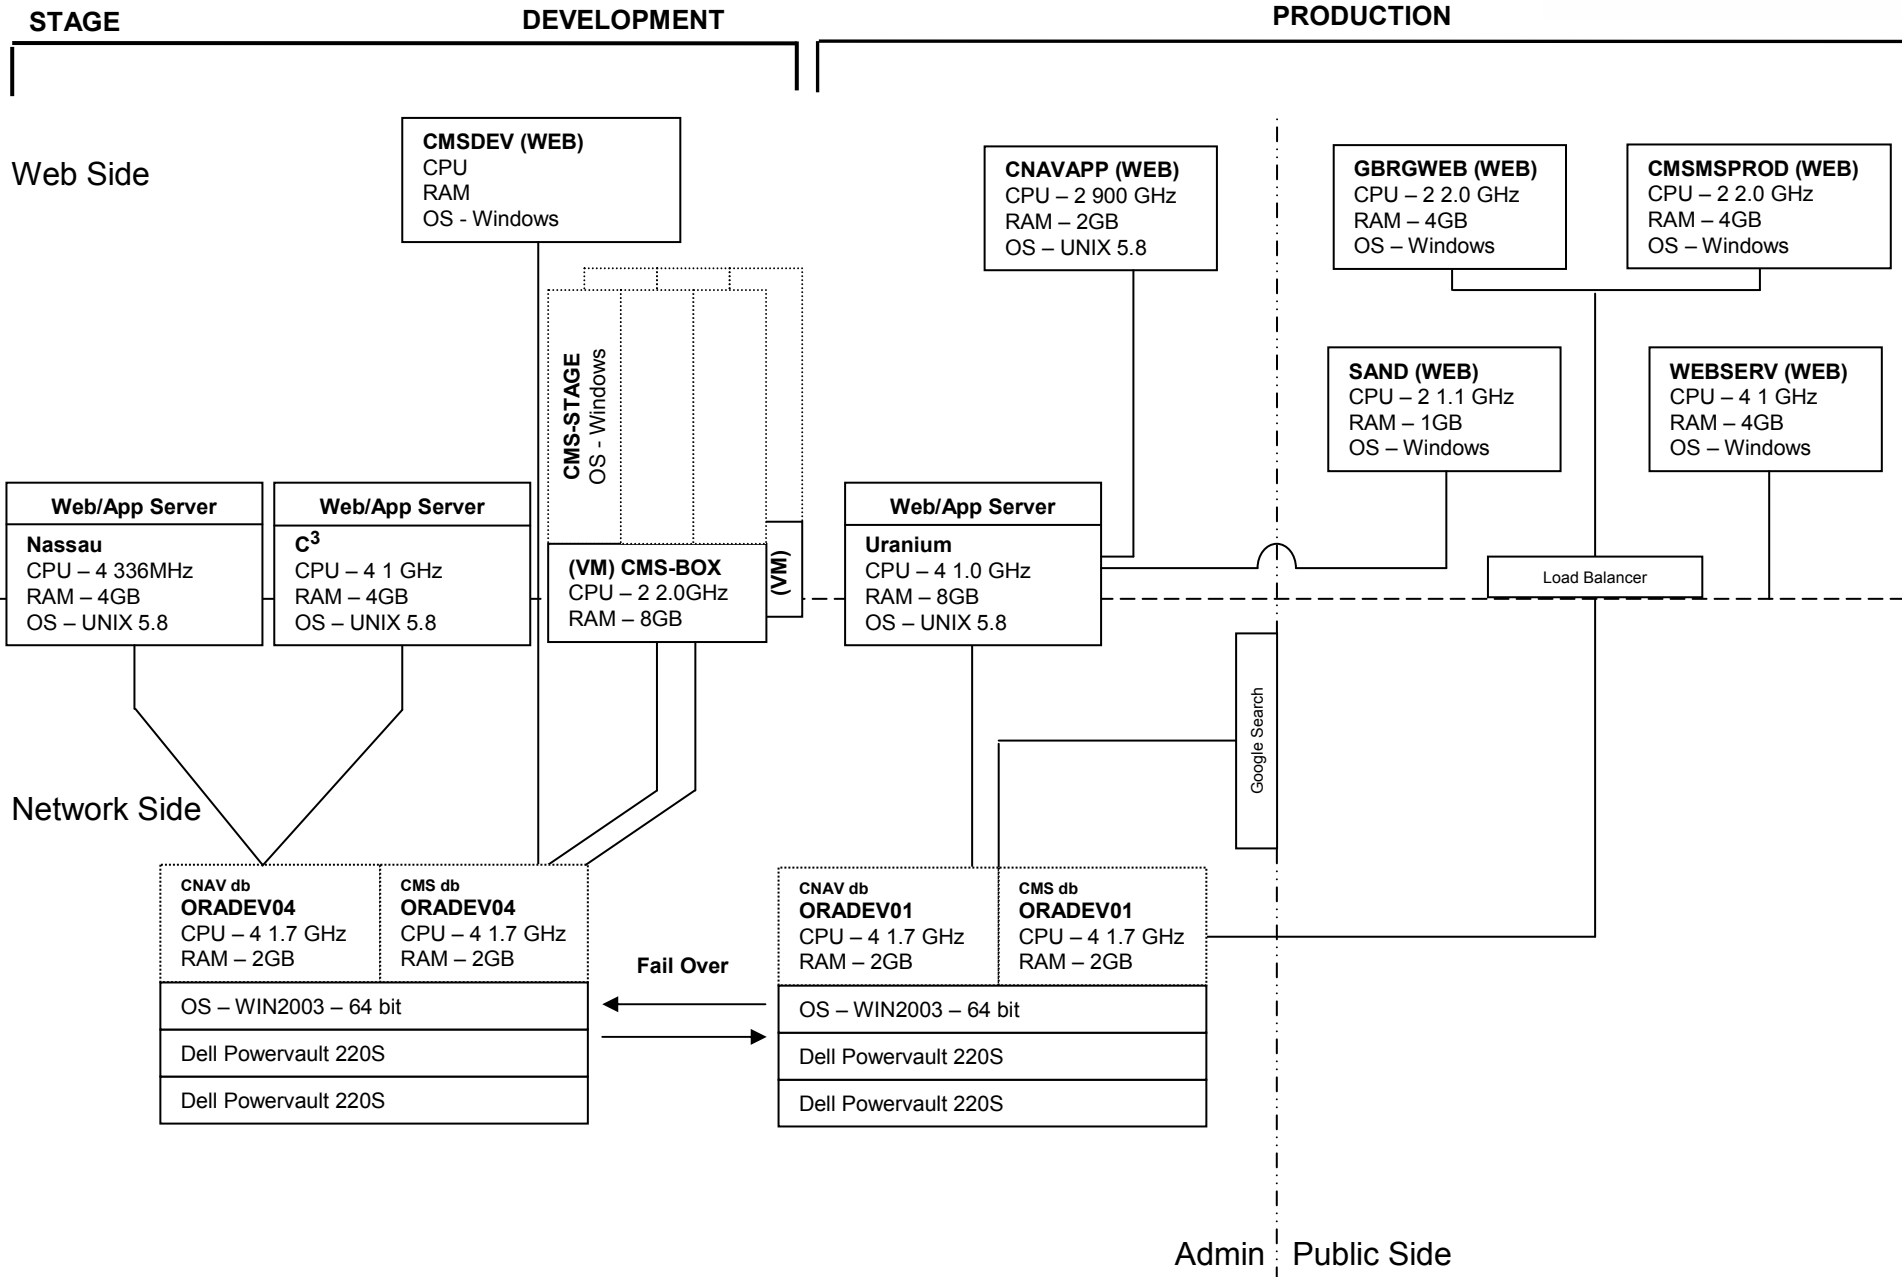 STAGE
DEVELOPMENT
PRODUCTION
Web Side
CMSDEV (WEB)
CPU
RAM
OS - Windows
CNAVAPP (WEB)
CPU – 2 900 GHz
RAM – 2GB
OS – UNIX 5.8
GBRGWEB (WEB)
CPU – 2 2.0 GHz
RAM – 4GB
OS – Windows
CMSMSPROD (WEB)
CPU – 2 2.0 GHz
RAM – 4GB
OS – Windows
CMS-STAGE
OS - Windows
SAND (WEB)
CPU – 2 1.1 GHz
RAM – 1GB
OS – Windows
WEBSERV (WEB)
CPU – 4 1 GHz
RAM – 4GB
OS – Windows
Web/App Server
Nassau
CPU – 4 336MHz
RAM – 4GB
OS – UNIX 5.8
Web/App Server
C³
CPU – 4 1 GHz
RAM – 4GB
OS – UNIX 5.8
(VM) CMS-BOX
CPU – 2 2.0GHz
RAM – 8GB
(VM)
Web/App Server
Uranium
CPU – 4 1.0 GHz
RAM – 8GB
OS – UNIX 5.8
Load Balancer
Google Search
Network Side
CNAV db
ORADEV04
CPU – 4 1.7 GHz
RAM – 2GB
CMS db
ORADEV04
CPU – 4 1.7 GHz
RAM – 2GB
OS – WIN2003 – 64 bit
Dell Powervault 220S
Dell Powervault 220S
Fail Over
CNAV db
ORADEV01
CPU – 4 1.7 GHz
RAM – 2GB
CMS db
ORADEV01
CPU – 4 1.7 GHz
RAM – 2GB
OS – WIN2003 – 64 bit
Dell Powervault 220S
Dell Powervault 220S
Admin
Public Side